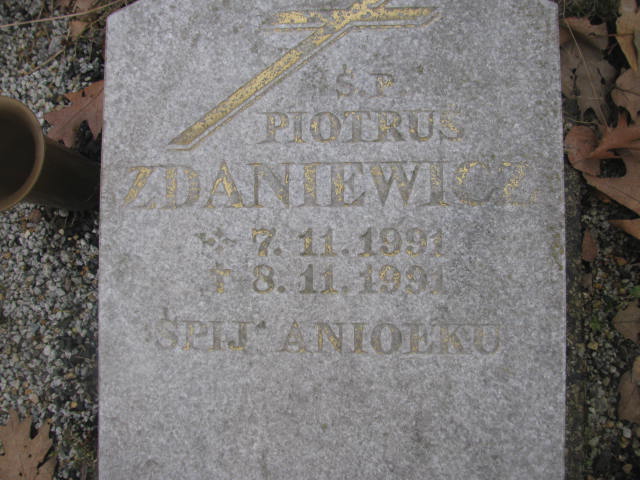 Ś.P.
PIOTRUŚ
ZDANIEWICZ
* 7.11.1991
† 8.11.1991
ŚPIJ ANIOŁKU